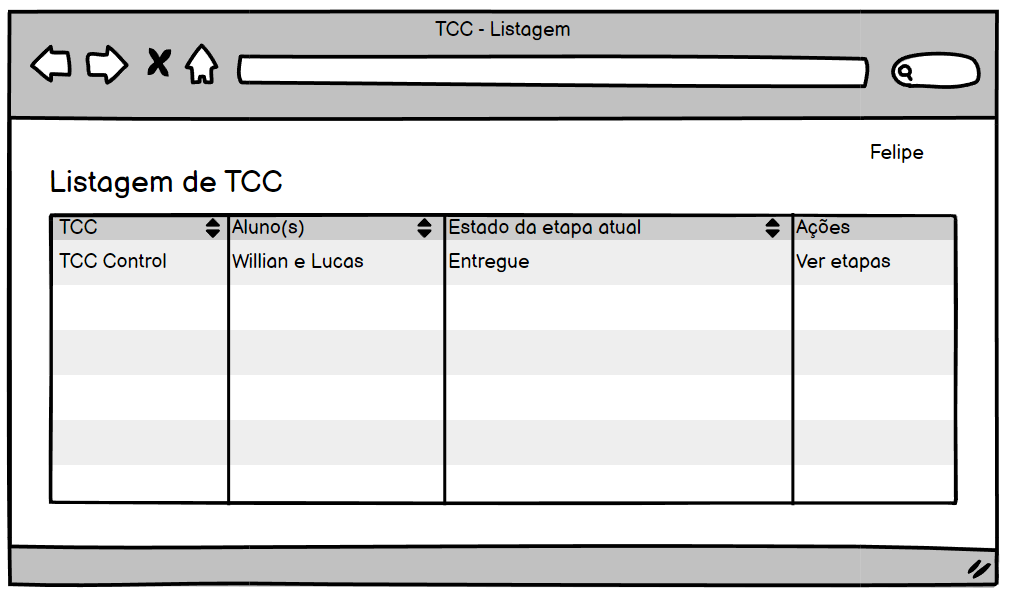 TCC - Listagem
Felipe
Listagem de TCC
TCC Aluno(s) Estado da etapa atual Ações
TCC Control Willian e Lucas Entregue Ver etapas